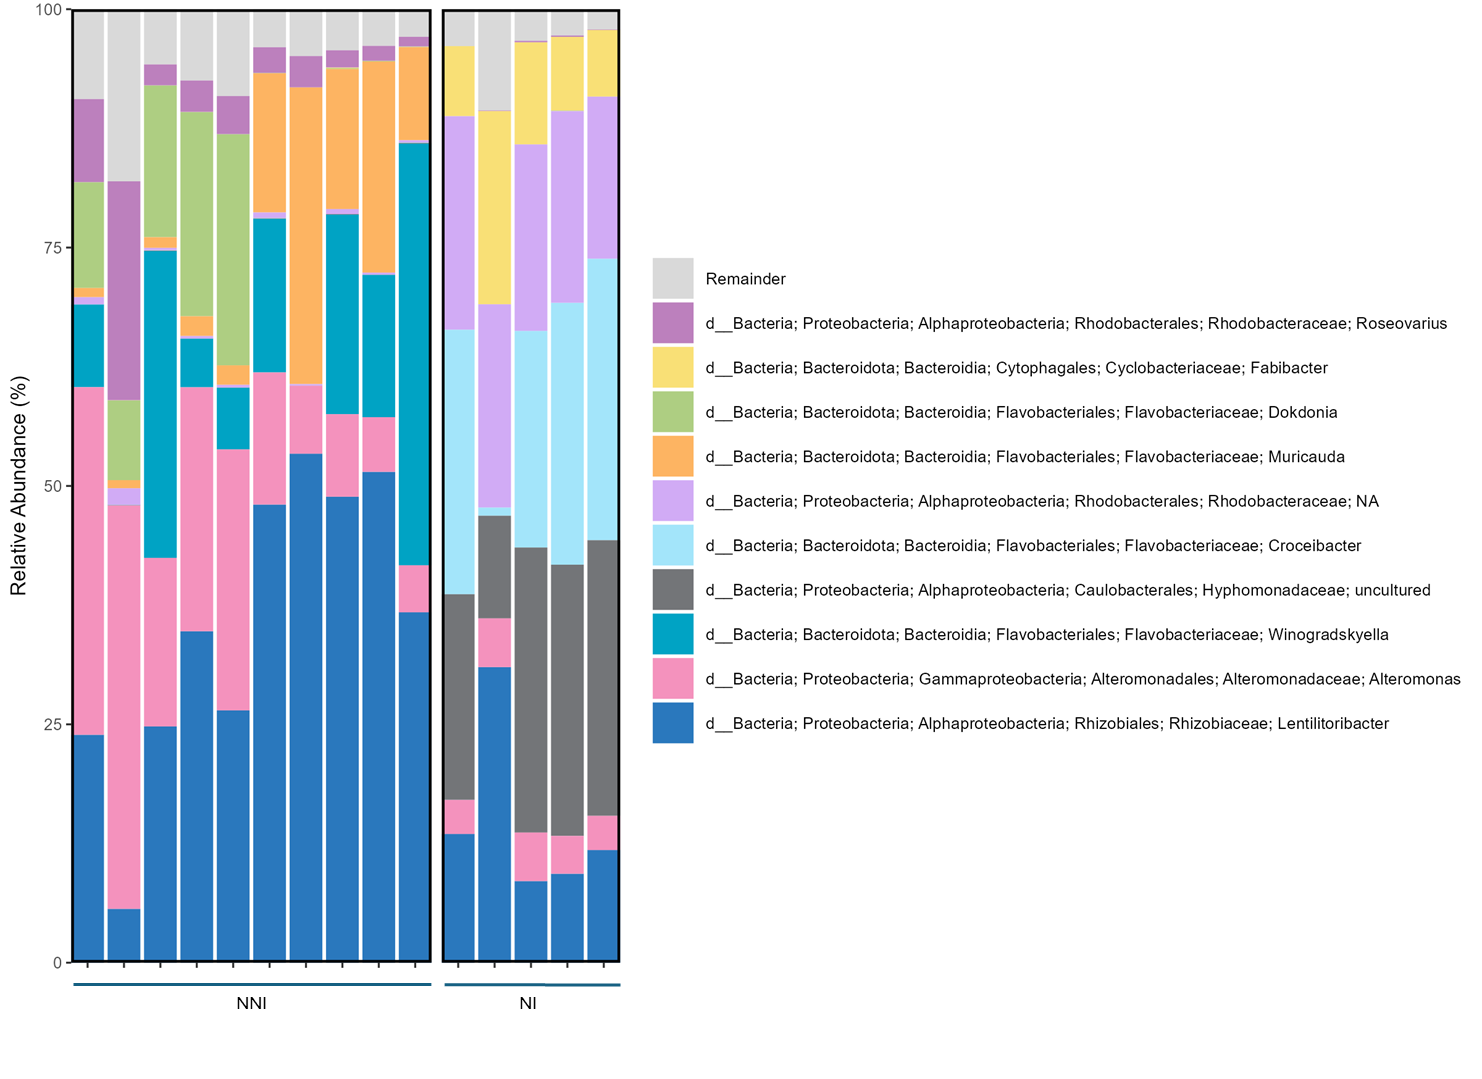 100
75
50
25
0
Relative Abundance (%)
NNI
NI
Remainder
d__Bacteria; Proteobacteria; Alphaproteobacteria; Rhodobacterales; Rhodobacteraceae; Roseovarius
d__Bacteria; Bacteroidota; Bacteroidia; Cytophagales; Cyclobacteriaceae; Fabibacter
d__Bacteria; Bacteroidota; Bacteroidia; Flavobacteriales; Flavobacteriaceae; Dokdonia
d__Bacteria; Bacteroidota; Bacteroidia; Flavobacteriales; Flavobacteriaceae; Muricauda
d__Bacteria; Proteobacteria; Alphaproteobacteria; Rhodobacterales; Rhodobacteraceae; NA
d__Bacteria; Bacteroidota; Bacteroidia; Flavobacteriales; Flavobacteriaceae; Croceibacter
d__Bacteria; Proteobacteria; Alphaproteobacteria; Caulobacterales; Hyphomonadaceae; uncultured
d__Bacteria; Bacteroidota; Bacteroidia; Flavobacteriales; Flavobacteriaceae; Winogradskyella
d__Bacteria; Proteobacteria; Gammaproteobacteria; Alteromonadales; Alteromonadaceae; Alteromonas
d__Bacteria; Proteobacteria; Alphaproteobacteria; Rhizobiales; Rhizobiaceae; Lentilitoribacter